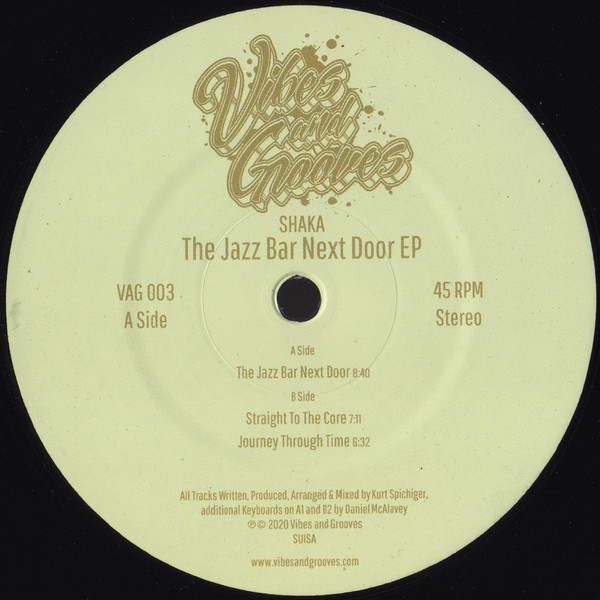 Vibes
and
Grooves
SHAKA
The Jazz Bar Next Door EP
VAG 003
A Side
45 RPM
Stereo
A Side
The Jazz Bar Next Door 8:40
B Side
Straight To The Core 7:11
Journey Through Time 6:32
All Tracks Written, Produced, Arranged & Mixed by Kurt Spichiger,
additional Keyboards on A1 and B2 by Daniel McAlavey
℗ © 2020 Vibes and Grooves
SUISA
www.vibesandgrooves.com